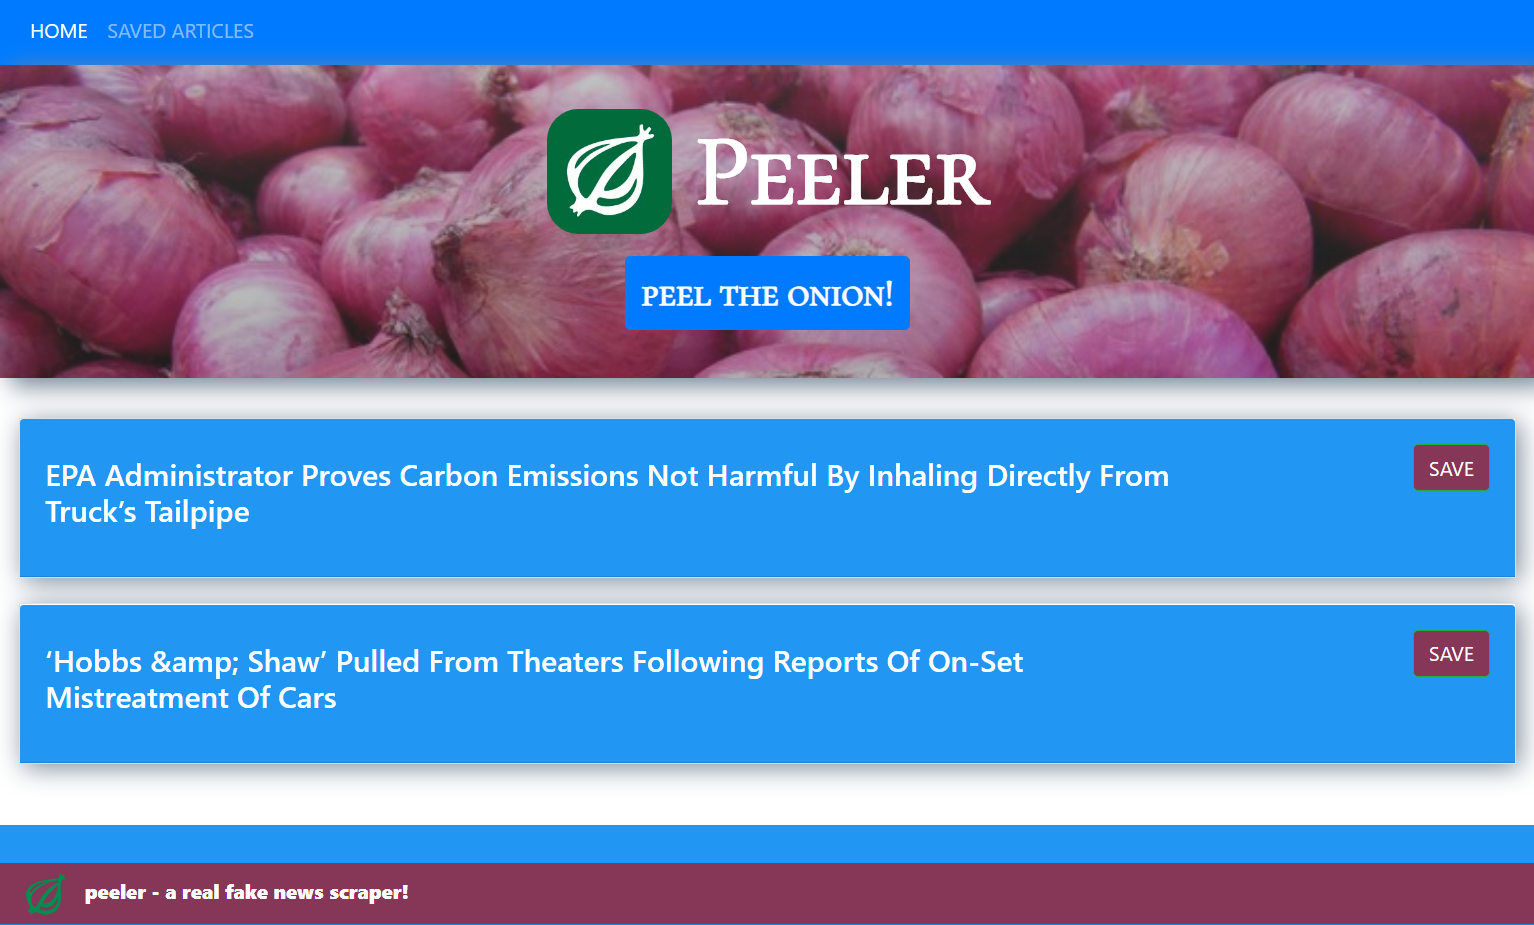 HOME SAVED ARTICLES
PEELER
PEEL THE ONION!
EPA Administrator Proves Carbon Emissions Not Harmful By Inhaling Directly From
Truck’s Tailpipe
SAVE
‘Hobbs &amp; Shaw’ Pulled From Theaters Following Reports Of On-Set
Mistreatment Of Cars
SAVE
peeler - a real fake news scraper!